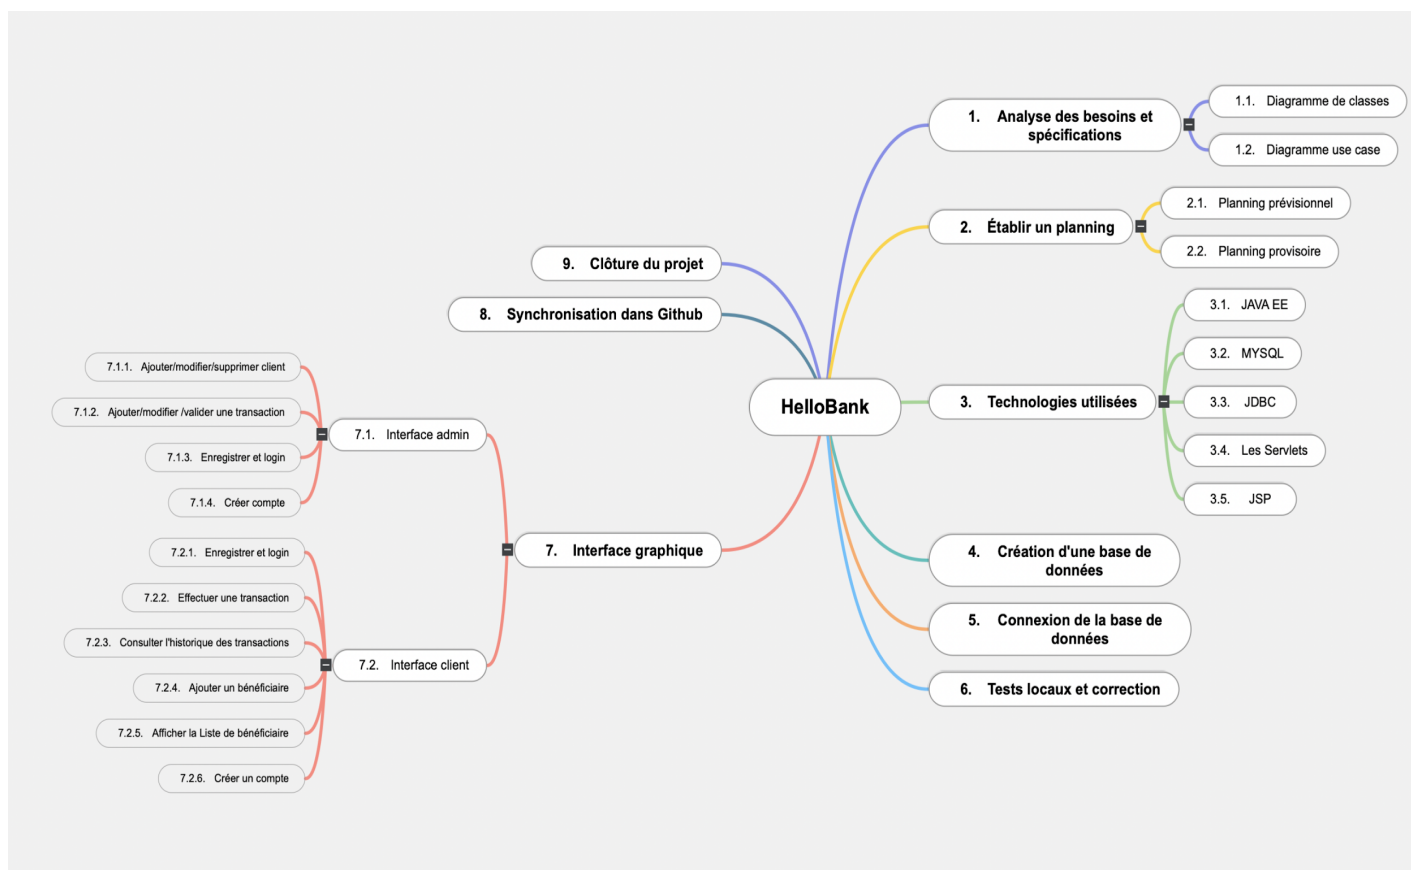 HelloBank
1. Analyse des besoins et
spécifications
1.1. Diagramme de classes
1.2. Diagramme use case
2. Établir un planning
2.1. Planning prévisionnel
2.2. Planning provisoire
3. Technologies utilisées
3.1. JAVA EE
3.2. MYSQL
3.3. JDBC
3.4. Les Servlets
3.5. JSP
4. Création d'une base de
données
5. Connexion de la base de
données
6. Tests locaux et correction
7. Interface graphique
7.1. Interface admin
7.1.1. Ajouter/modifier/supprimer client
7.1.2. Ajouter/modifier /valider une transaction
7.1.3. Enregistrer et login
7.1.4. Créer compte
7.2. Interface client
7.2.1. Enregistrer et login
7.2.2. Effectuer une transaction
7.2.3. Consulter l'historique des transactions
7.2.4. Ajouter un bénéficiaire
7.2.5. Afficher la Liste de bénéficiaire
7.2.6. Créer un compte
8. Synchronisation dans Github
9. Clôture du projet